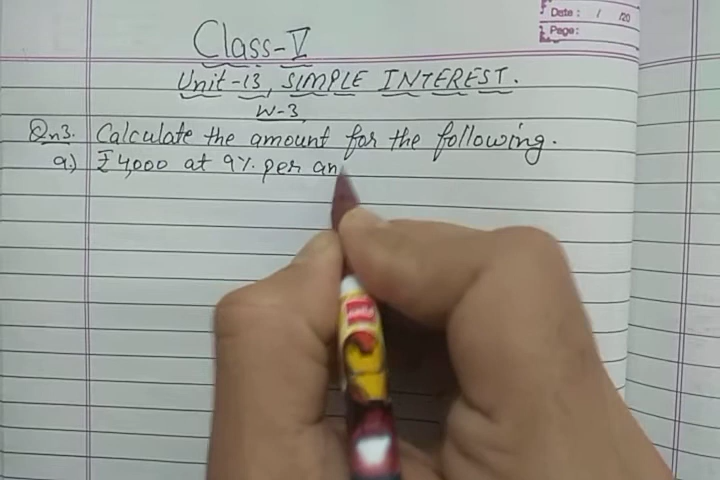 Date: / /20
Page:
Class-V
Unit-13, SIMPLE INTEREST.
W-3.
Qn3. Calculate the amount for the following.
a.) ₹4,000 at 9%. per an